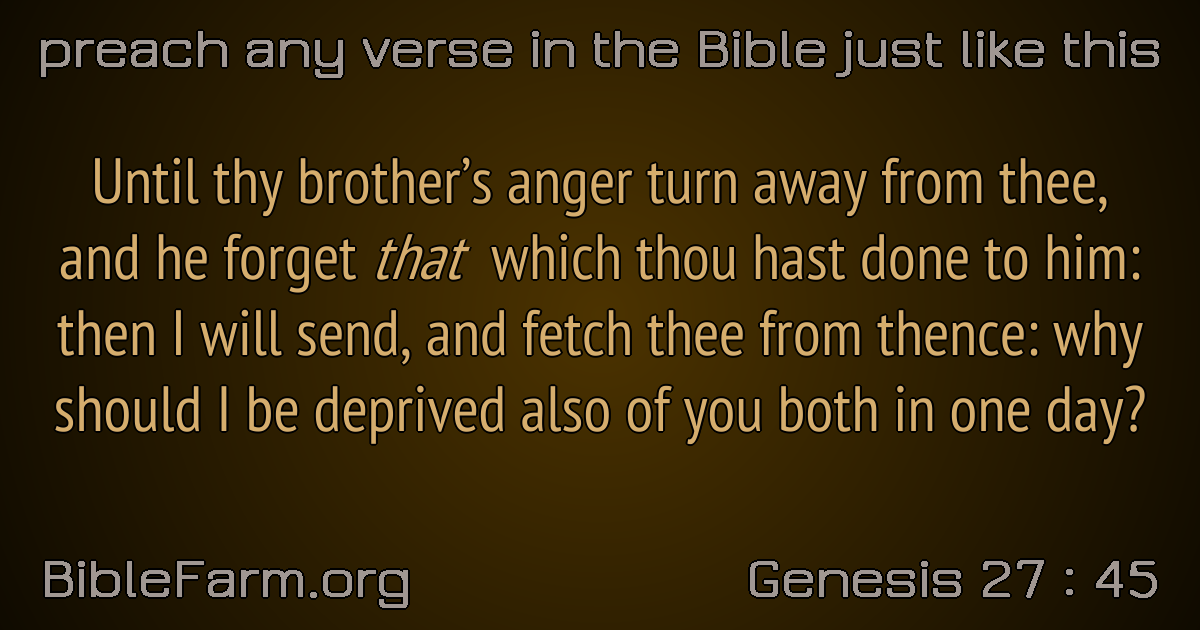 preach any verse in the Bible just like this
Until thy brother’s anger turn away from thee,
and he forget that which thou hast done to him:
then I will send, and fetch thee from thence: why
should I be deprived also of you both in one day?
BibleFarm.org
Genesis 27 : 45